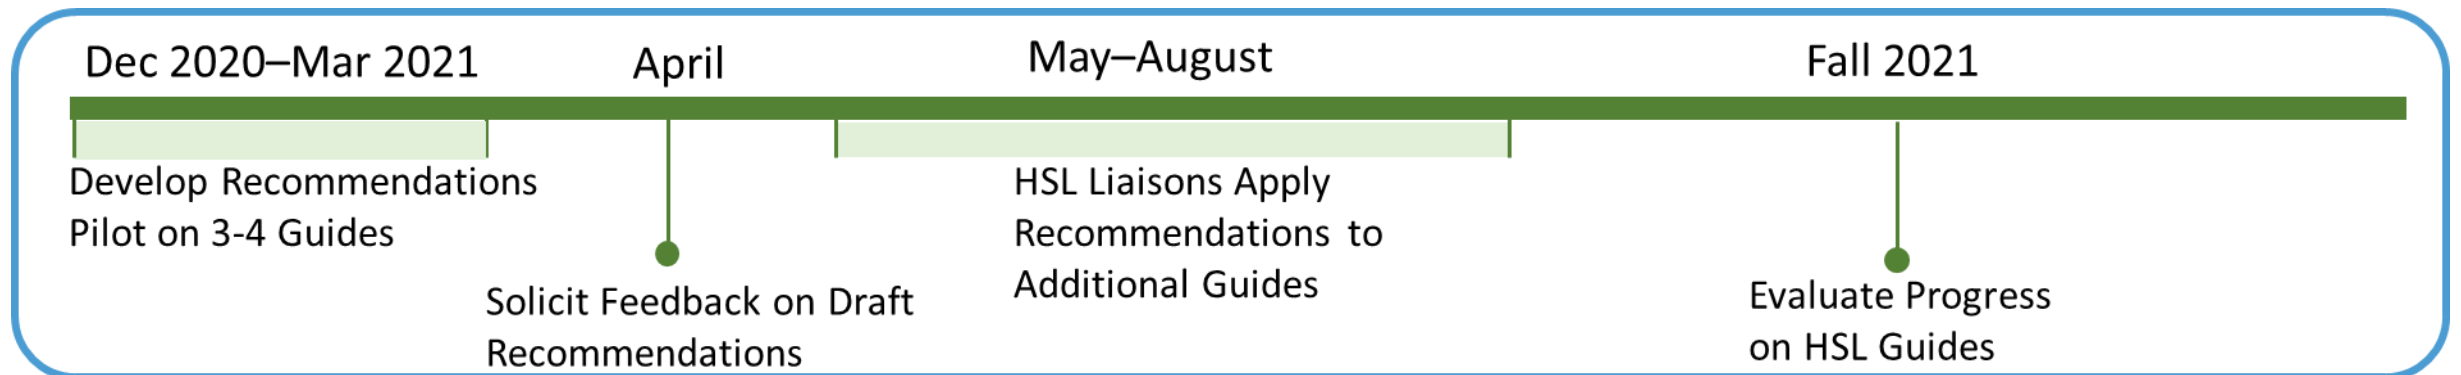 Dec 2020–Mar 2021
April
May–August
Fall 2021
Develop Recommendations
Pilot on 3-4 Guides
Solicit Feedback on Draft
Recommendations
HSL Liaisons Apply
Recommendations to
Additional Guides
Evaluate Progress
on HSL Guides